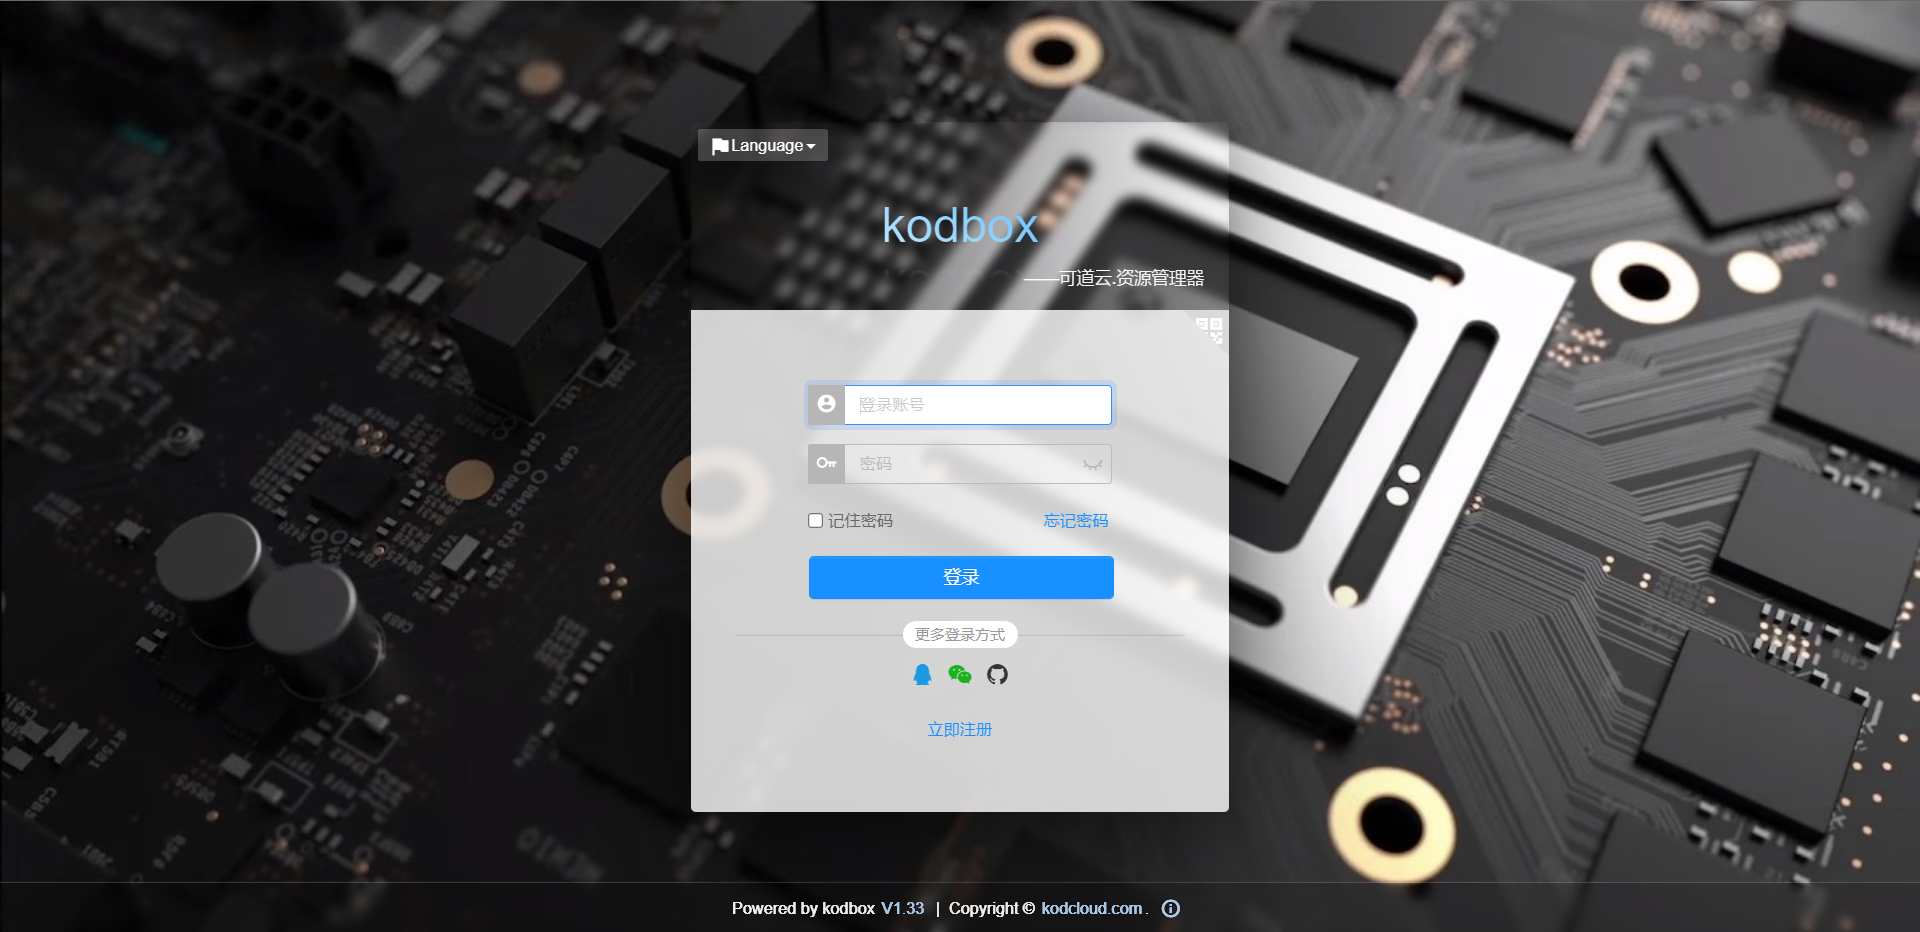 Language
kodbox
——可道云.资源管理器
登录账号
密码
记住密码 忘记密码
登录
更多登录方式
立即注册
Powered by kodbox V1.33 | Copyright © kodcloud.com.